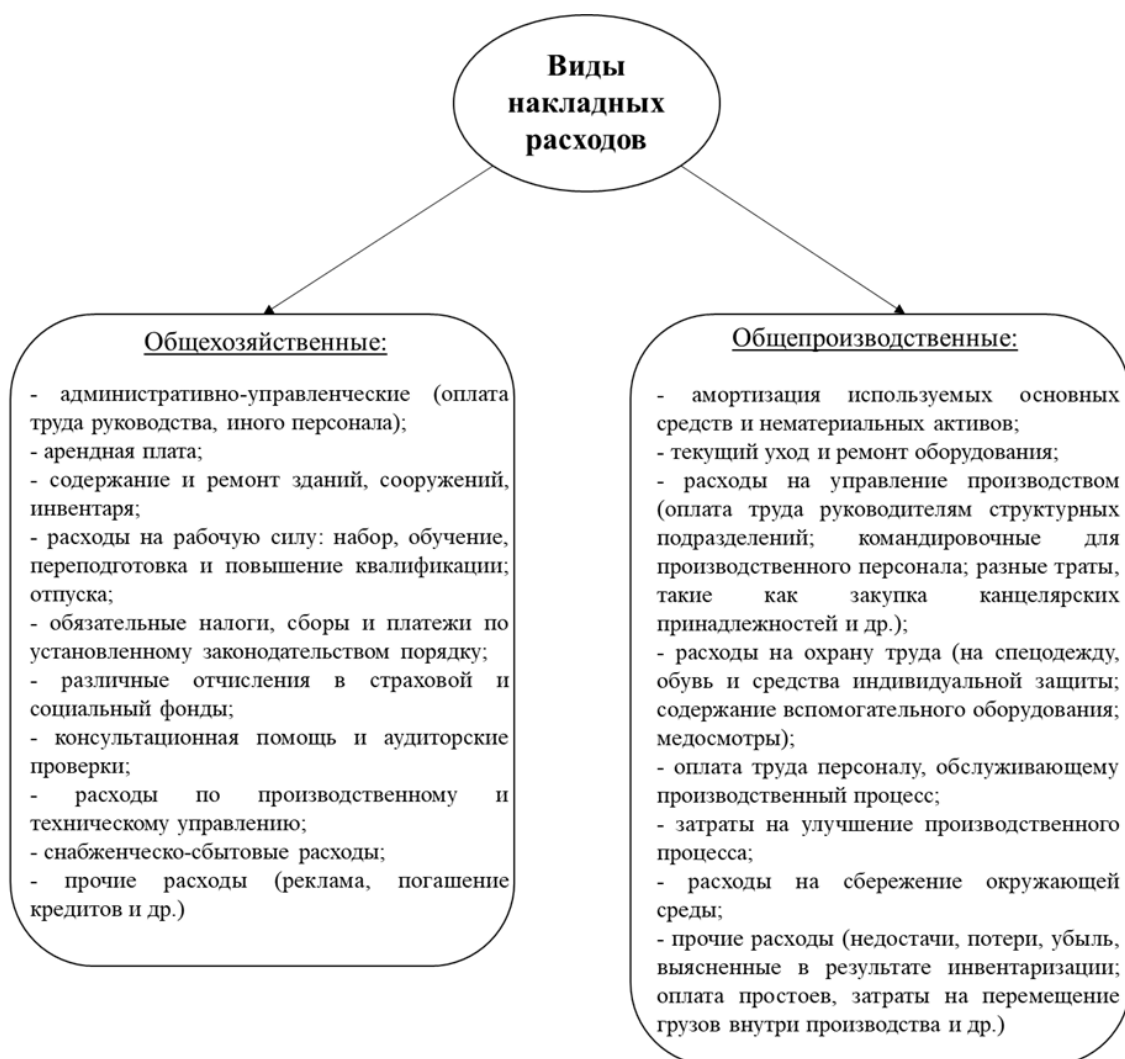 Виды
накладных
расходов
Общехозяйственные:
- административно-управленческие (оплата
труда руководства, иного персонала);
- арендная плата;
- содержание и ремонт зданий, сооружений,
инвентаря;
- расходы на рабочую силу: набор, обучение,
переподготовка и повышение квалификации;
отпуска;
- обязательные налоги, сборы и платежи по
установленному законодательством порядку;
- различные отчисления в страховой и
социальный фонды;
- консультационная помощь и аудиторские
проверки;
- расходы по производственному и
техническому управлению;
- снабженческо-сбытовые расходы;
- прочие расходы (реклама, погашение
кредитов и др.)
Общепроизводственные:
- амортизация используемых основных
средств и нематериальных активов;
- текущий уход и ремонт оборудования;
- расходы на управление производством
(оплата труда руководителям структурных
подразделений; командировочные для
производственного персонала; разные траты,
такие как закупка канцелярских
принадлежностей и др.);
- расходы на охрану труда (на спецодежду,
обувь и средства индивидуальной защиты;
содержание вспомогательного оборудования;
медосмотры);
- оплата труда персоналу, обслуживающему
производственный процесс;
- затраты на улучшение производственного
процесса;
- расходы на сбережение окружающей
среды;
- прочие расходы (недостачи, потери, убыль,
выясненные в результате инвентаризации;
оплата простоев, затраты на перемещение
грузов внутри производства и др.)